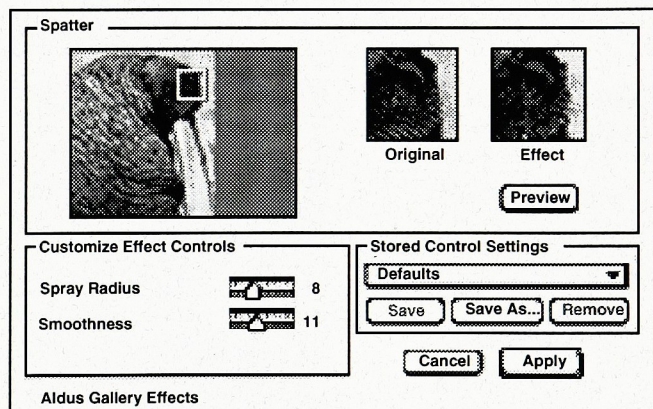 Spatter
Original
Effect
Preview
Customize Effect Controls
Spray Radius 8
Smoothness 11
Stored Control Settings
Defaults
Save
Save As...
Remove
Cancel
Apply
Aldus Gallery Effects